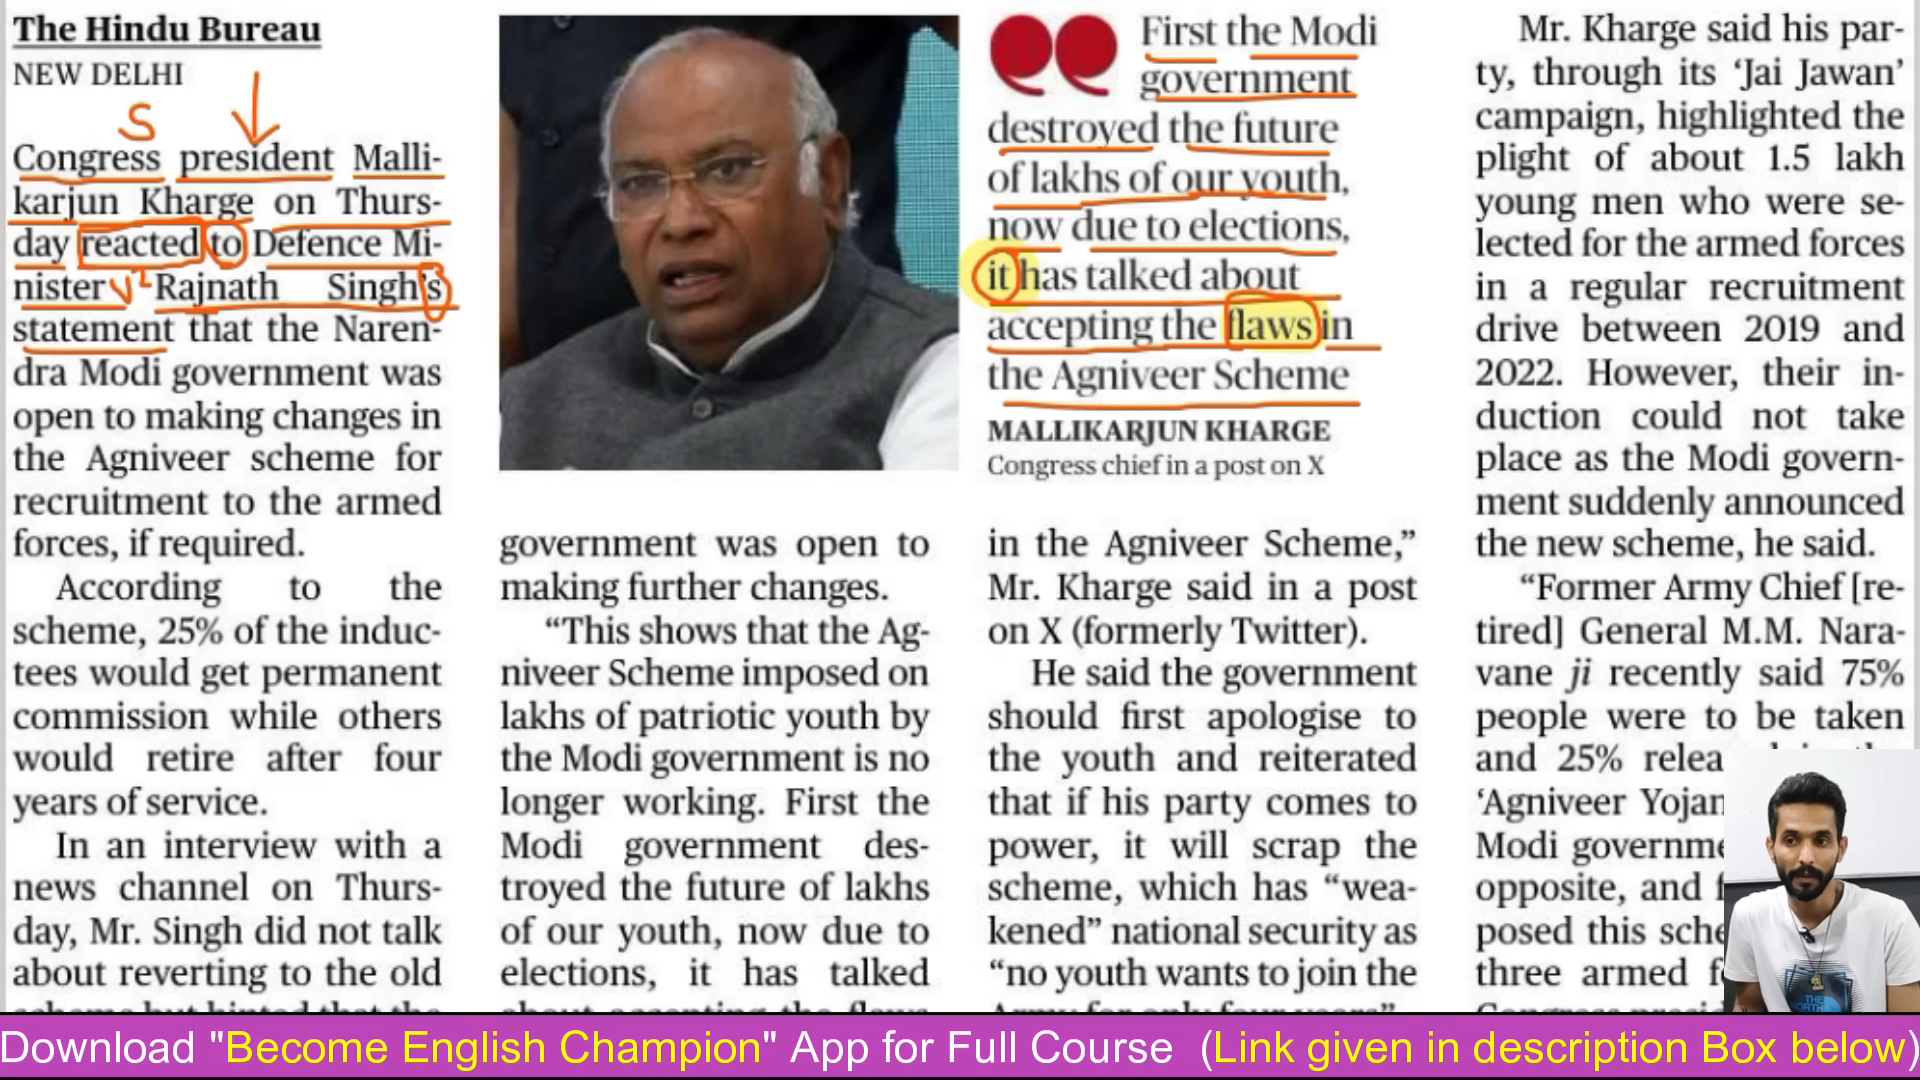 The Hindu Bureau
NEW DELHI
S
Congress president Malli-
karjun Kharge on Thurs-
day reacted to Defence Mi-
nister V2 Rajnath Singh's
statement that the Naren-
dra Modi government was
open to making changes in
the Agniveer scheme for
recruitment to the armed
forces, if required.
According to the
scheme, 25% of the induc-
tees would get permanent
commission while others
would retire after four
years of service.
In an interview with a
news channel on Thurs-
day, Mr. Singh did not talk
about reverting to the old
scheme but hinted that the
government was open to
making further changes.
“This shows that the Ag-
niveer Scheme imposed on
lakhs of patriotic youth by
the Modi government is no
longer working. First the
Modi government des-
troyed the future of lakhs
of our youth, now due to
elections, it has talked
about accepting the flaws
First the Modi
government
destroyed the future
of lakhs of our youth,
now due to elections,
it has talked about
accepting the flaws in
the Agniveer Scheme
MALLIKARJUN KHARGE
Congress chief in a post on X
in the Agniveer Scheme,”
Mr. Kharge said in a post
on X (formerly Twitter).
He said the government
should first apologise to
the youth and reiterated
that if his party comes to
power, it will scrap the
scheme, which has “wea-
kened” national security as
“no youth wants to join the
Army for only four years”.
Mr. Kharge said his par-
ty, through its ‘Jai Jawan’
campaign, highlighted the
plight of about 1.5 lakh
young men who were se-
lected for the armed forces
in a regular recruitment
drive between 2019 and
2022. However, their in-
duction could not take
place as the Modi govern-
ment suddenly announced
the new scheme, he said.
“Former Army Chief [re-
tired] General M.M. Nara-
vane ji recently said 75%
people were to be taken
and 25%
‘Agniveer
Modi
opposite, and
posed this
three armed
THE
Download "Become English Champion" App for Full Course (Link given in description Box below)